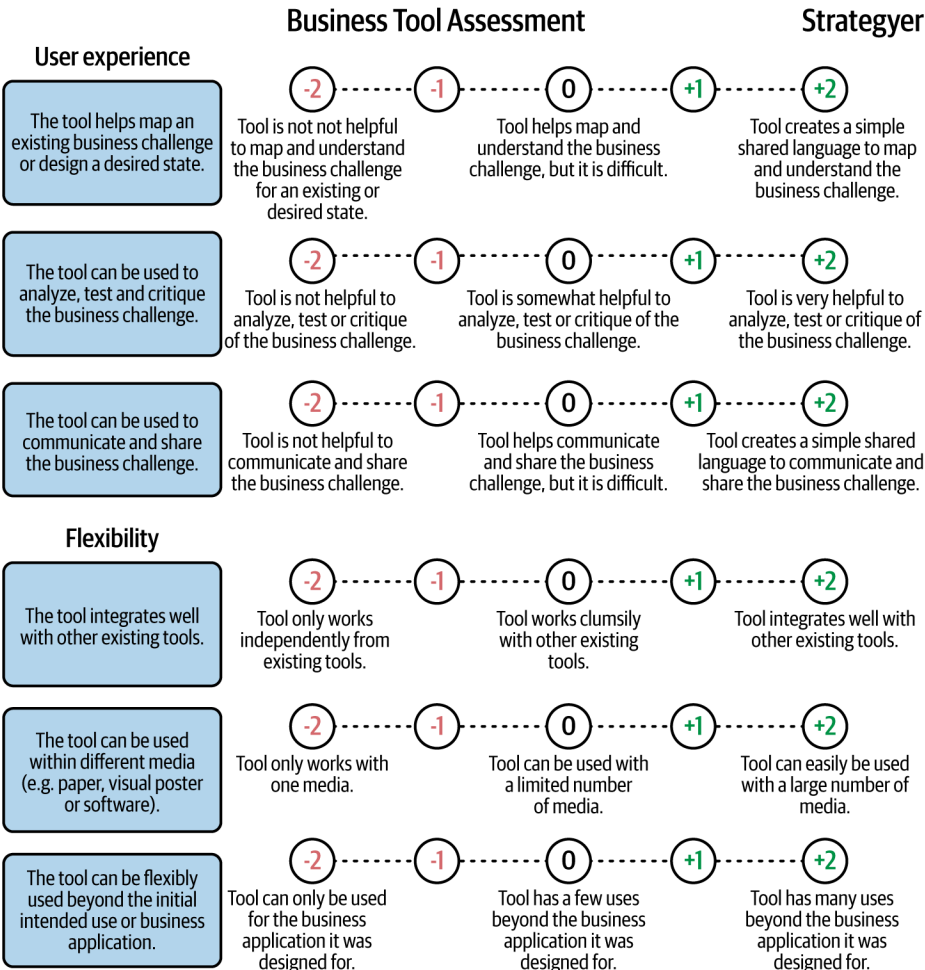 Business Tool Assessment
Strategyer
User experience
The tool helps map an
existing business challenge
or design a desired state.
-2
-1
0
+1
+2
Tool is not not helpful
to map and understand
the business challenge
for an existing or
desired state.
Tool helps map and
understand the business
challenge, but it is difficult.
Tool creates a simple
shared language to map
and understand the
business challenge.
The tool can be used to
analyze, test and critique
the business challenge.
-2
-1
0
+1
+2
Tool is not helpful to
analyze, test or critique
of the business challenge.
Tool is somewhat helpful to
analyze, test or critique of the
business challenge.
Tool is very helpful to
analyze, test or critique of
the business challenge.
The tool can be used to
communicate and share
the business challenge.
-2
-1
0
+1
+2
Tool is not helpful to
communicate and share
the business challenge.
Tool helps communicate
and share the business
challenge, but it is difficult.
Tool creates a simple shared
language to communicate and
share the business challenge.
Flexibility
The tool integrates well
with other existing tools.
-2
-1
0
+1
+2
Tool only works
independently from
existing tools.
Tool works clumsily
with other existing
tools.
Tool integrates well with
other existing tools.
The tool can be used
within different media
(e.g. paper, visual poster
or software).
-2
-1
0
+1
+2
Tool only works with
one media.
Tool can be used with
a limited number
of media.
Tool can easily be used
with a large number of
media.
The tool can be flexibly
used beyond the initial
intended use or business
application.
-2
-1
0
+1
+2
Tool can only be used
for the business
application it was
designed for.
Tool has a few uses
beyond the business
application it was
designed for.
Tool has many uses
beyond the business
application it was
designed for.